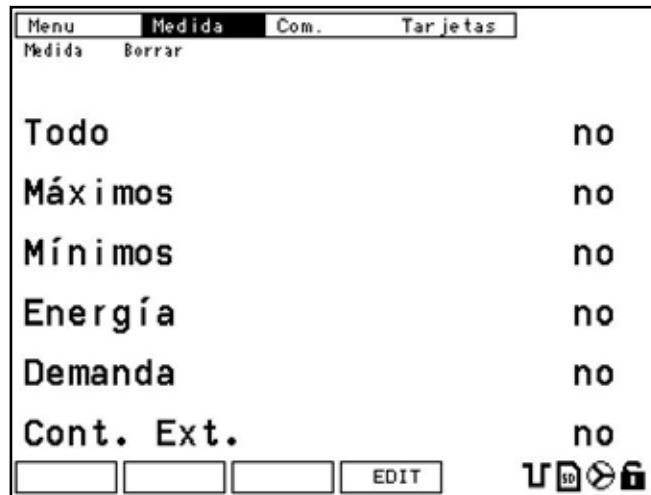 Menu Medida Com. Tarjetas
Medida Borrar
Todo no
Máximos no
Mínimos no
Energía no
Demanda no
Cont. Ext. no
EDIT SD